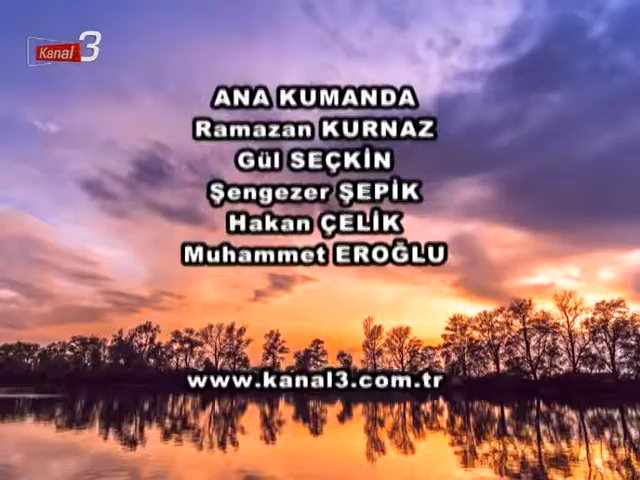 Kanal 3
ANA KUMANDA
Ramazan KURNAZ
Gül SEÇKİN
Şengezer ŞEPİK
Hakan ÇELİK
Muhammet EROĞLU
www.kanal3.com.tr